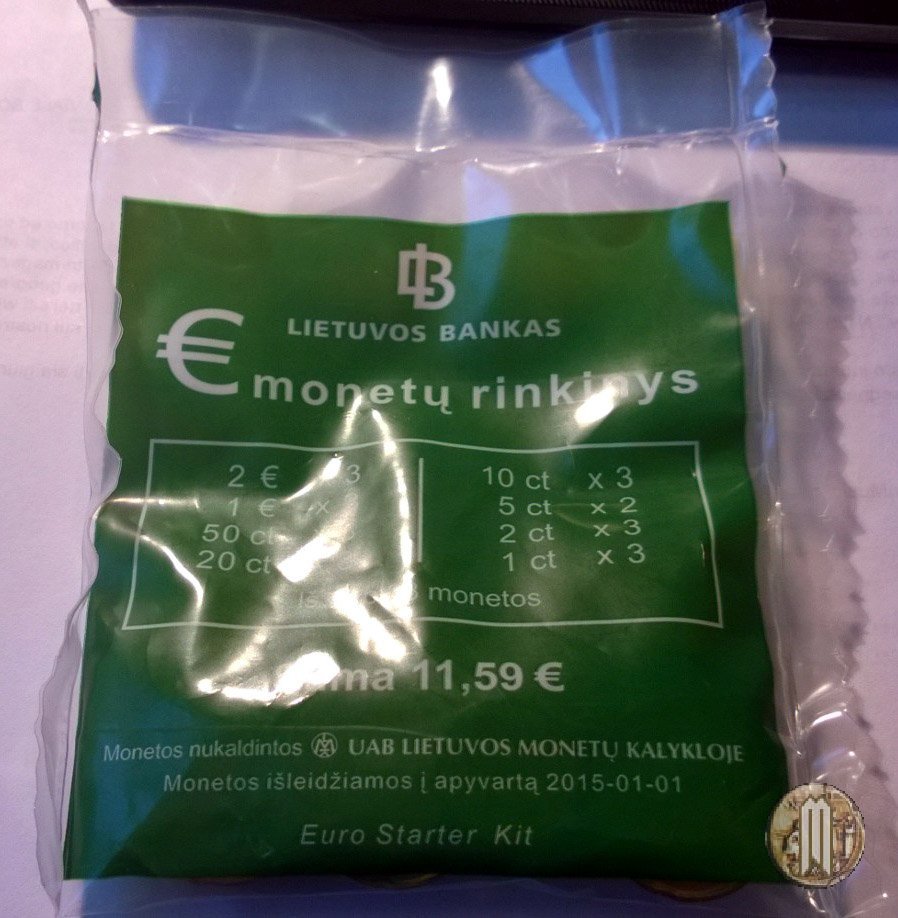 LB
LIETUVOS BANKAS
€ monetų rinkinys
2 € x 3
1 € x
50 ct
20 ct
10 ct x 3
5 ct x 2
2 ct x 3
1 ct x 3
monetos
11,59 €
Monetos nukaldintos UAB LIETUVOS MONETŲ KALYKLOJE
Monetos išleidžiamos į apyvartą 2015-01-01
Euro Starter Kit